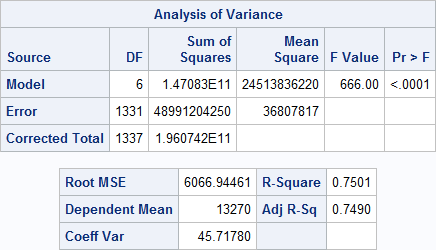 Analysis of Variance
Source DF Sum of Squares Mean Square F Value Pr > F
Model 6 1.47083E11 24513836220 666.00 <.0001
Error 1331 48991204250 36807817
Corrected Total 1337 1.960742E11
Root MSE 6066.94461 R-Square 0.7501
Dependent Mean 13270 Adj R-Sq 0.7490
Coeff Var 45.71780